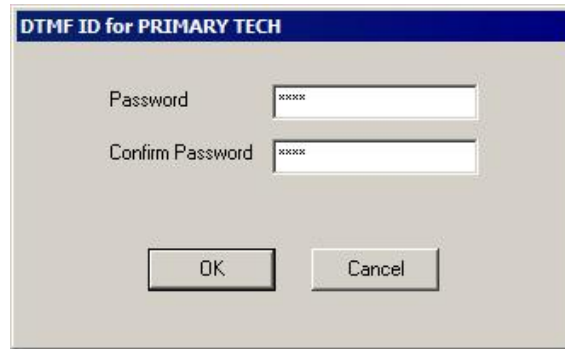 DTMF ID for PRIMARY TECH
Password ****
Confirm Password ****
OK Cancel